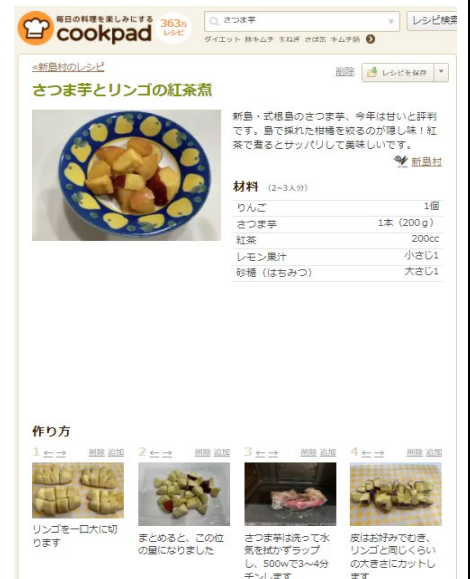 毎日の料理を楽しみにする
cookpad
363万
レシピ
さつま芋
レシピ検索
ダイエット 豚キムチ 玉ねぎ さば缶 キムチ鍋
«新島村のレシピ
削除
レシピを保存
さつま芋とリンゴの紅茶煮
新島・式根島のさつま芋、今年は甘いと評判
です。島で採れた柑橘を絞るのが隠し味！紅
茶で煮るとサッパリして美味しいです。
新島村
材料 （2~3人分）
りんご 1個
さつま芋 1本（200ｇ）
紅茶 200cc
レモン果汁 小さじ1
砂糖（はちみつ） 大さじ1
作り方
1 ← → 削除 追加
リンゴを一口大に切
ります
2 ← → 削除 追加
まとめると、この位
の量になりました
3 ← → 削除 追加
さつま芋は洗って水
気を拭かずラップ
し、500wで3~4分
チンします
4 ← → 削除 追加
皮はお好みでむき、
リンゴと同じくらい
の大きさにカットし
ます